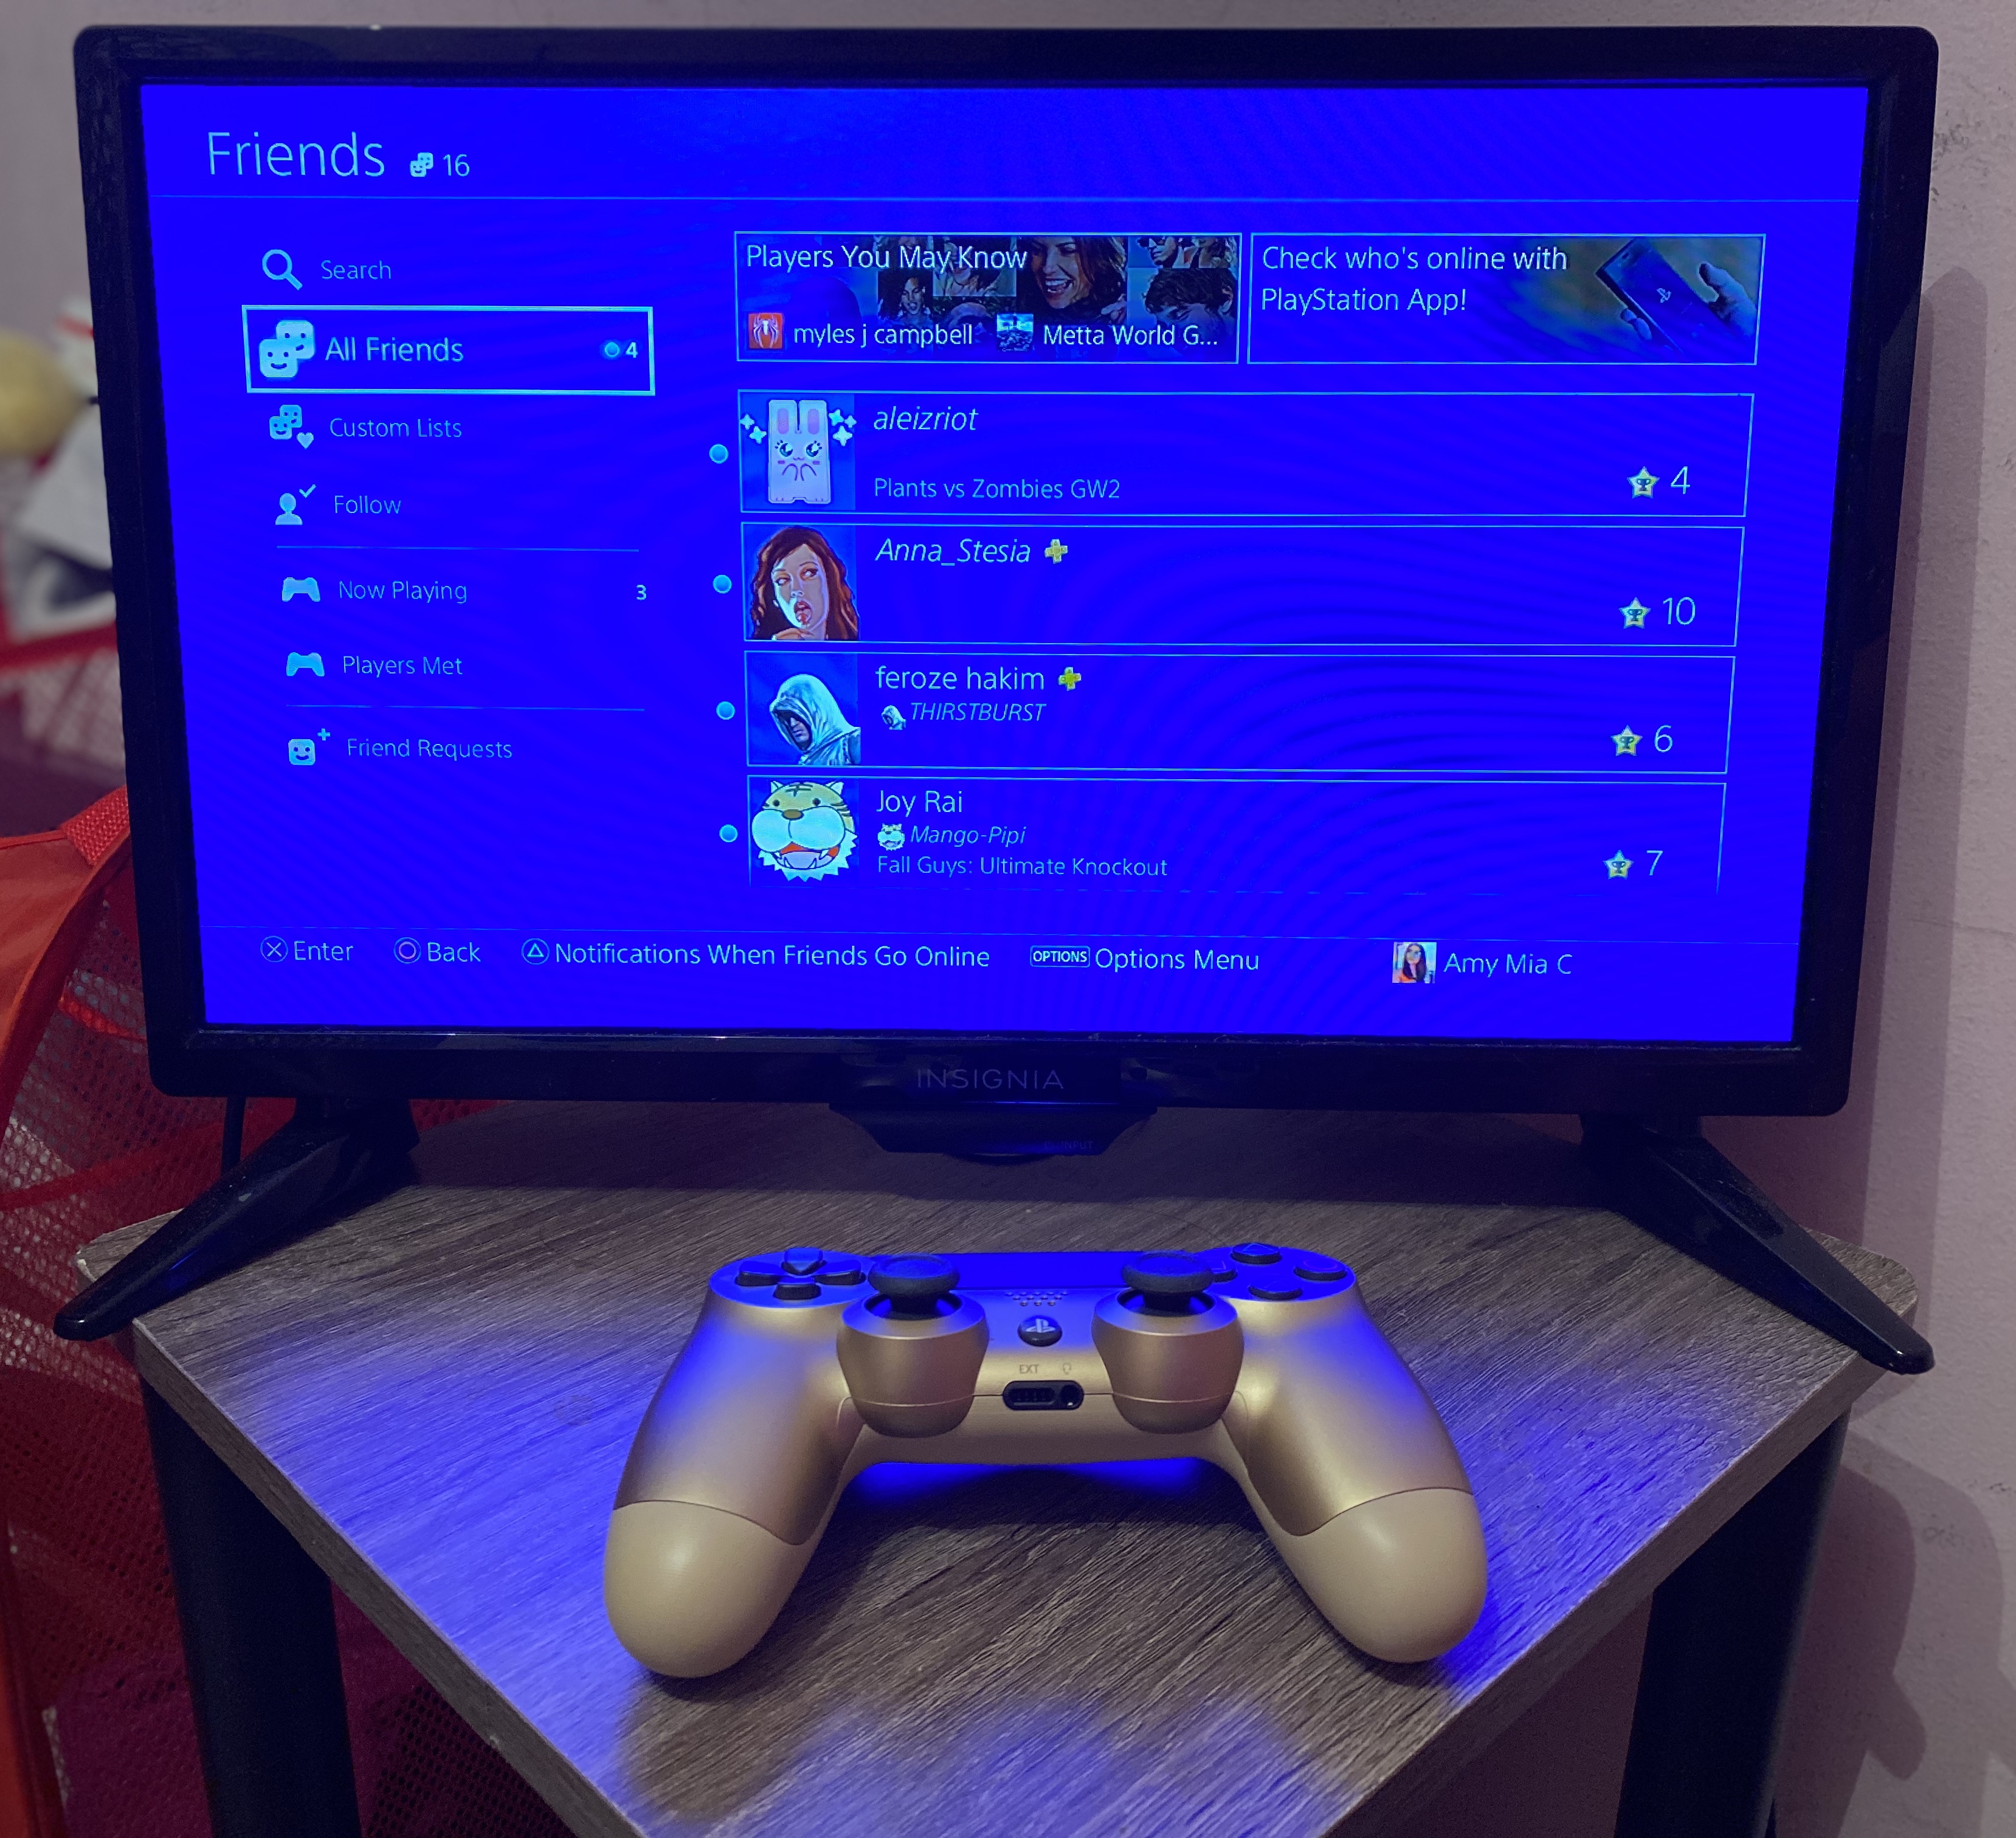 Friends 16
Search
All Friends 4
Custom Lists
Follow
Now Playing 3
Players Met
Friend Requests
Players You May Know
myles j campbell Metta World G...
Check who's online with
PlayStation App!
aleizriot
Plants vs Zombies GW2
4
Anna_Stesia
10
feroze hakim
THIRSTBURST
6
Joy Rai
Mango-Pipi
Fall Guys: Ultimate Knockout
7
Enter Back Notifications When Friends Go Online OPTIONS Options Menu Amy Mia C
INSIGNIA
INPUT
EXT